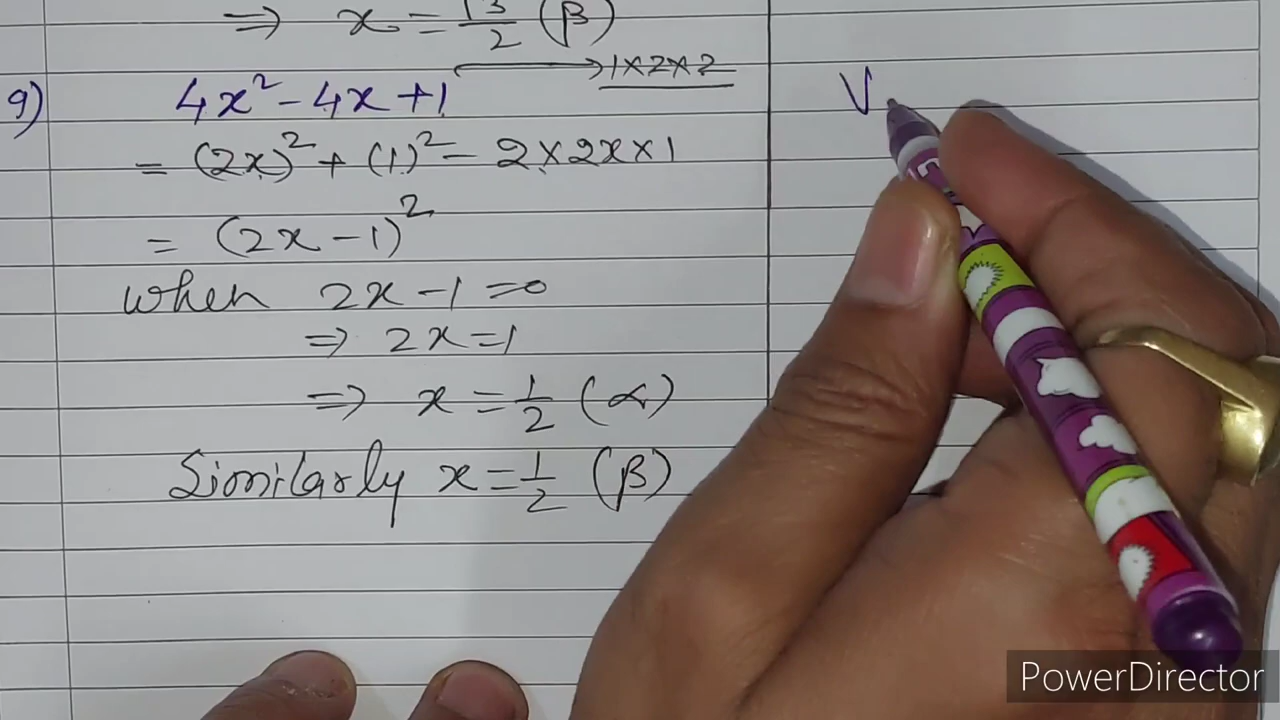 ⇒ x = 13/2 (β)
9) 4x² - 4x + 1 → 1×2×2
= (2x)² + (1)² - 2×2x×1
= (2x - 1)²
when 2x - 1 = 0
⇒ 2x = 1
⇒ x = 1/2 (α)
Similarly x = 1/2 (β)
V
PowerDirector